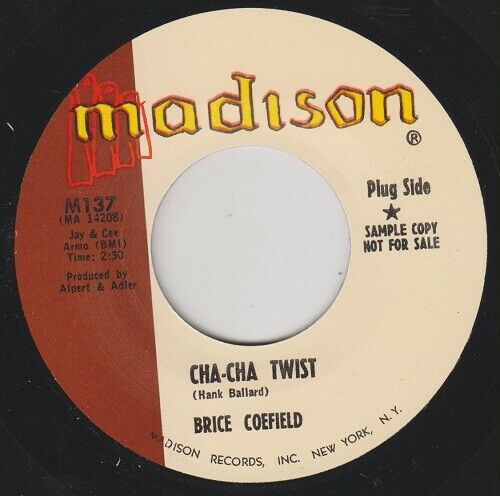 madison
®
M137
(MA 14208)
Jay & Cee
Armo (BMI)
Time: 2:30
Produced by
Alpert & Adler
Plug Side
★
SAMPLE COPY
NOT FOR SALE
CHA-CHA TWIST
(Hank Ballard)
BRICE COEFIELD
MADISON RECORDS, INC. NEW YORK, N.Y.